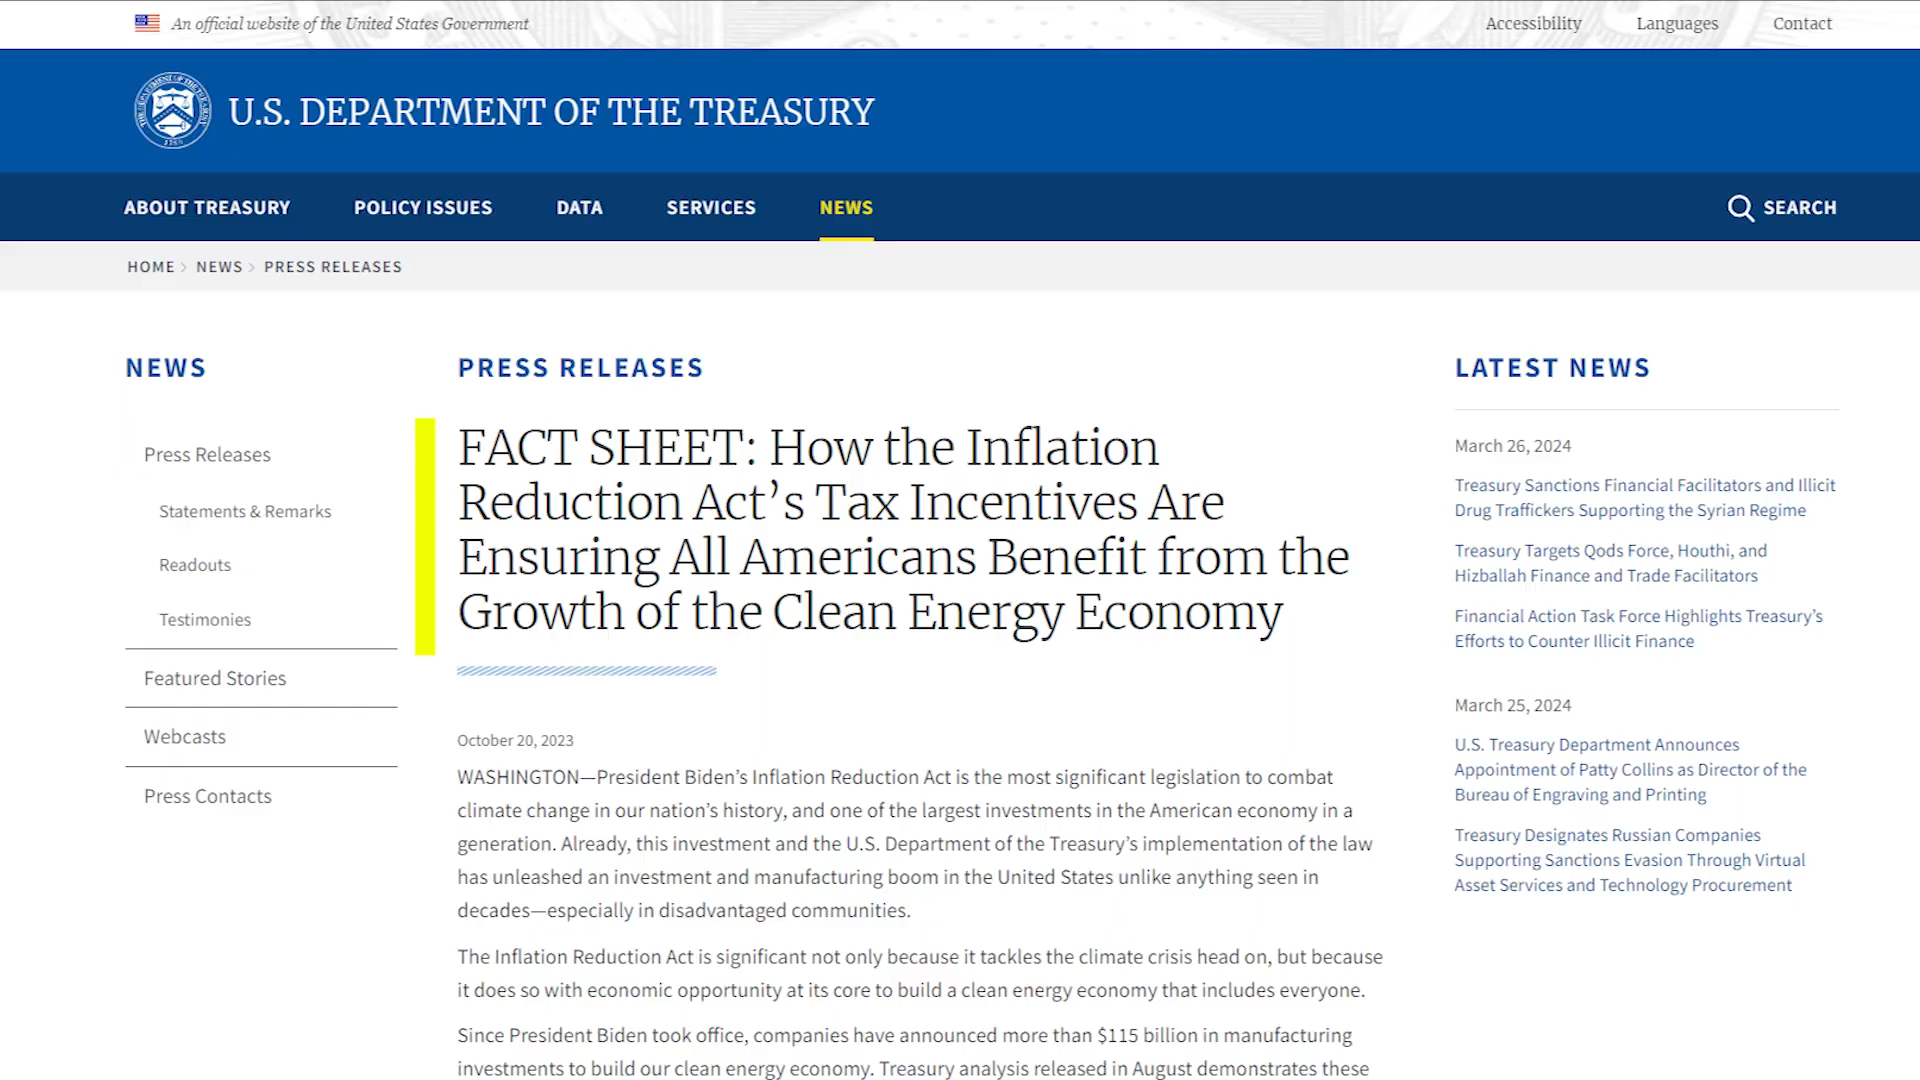 An official website of the United States Government
Accessibility
Languages
Contact
U.S. DEPARTMENT OF THE TREASURY
ABOUT TREASURY
POLICY ISSUES
DATA
SERVICES
NEWS
SEARCH
HOME > NEWS > PRESS RELEASES
NEWS
Press Releases
Statements & Remarks
Readouts
Testimonies
Featured Stories
Webcasts
Press Contacts
PRESS RELEASES
FACT SHEET: How the Inflation
Reduction Act’s Tax Incentives Are
Ensuring All Americans Benefit from the
Growth of the Clean Energy Economy
October 20, 2023
WASHINGTON—President Biden’s Inflation Reduction Act is the most significant legislation to combat
climate change in our nation’s history, and one of the largest investments in the American economy in a
generation. Already, this investment and the U.S. Department of the Treasury’s implementation of the law
has unleashed an investment and manufacturing boom in the United States unlike anything seen in
decades—especially in disadvantaged communities.
The Inflation Reduction Act is significant not only because it tackles the climate crisis head on, but because
it does so with economic opportunity at its core to build a clean energy economy that includes everyone.
Since President Biden took office, companies have announced more than $115 billion in manufacturing
investments to build our clean energy economy. Treasury analysis released in August demonstrates these
LATEST NEWS
March 26, 2024
Treasury Sanctions Financial Facilitators and Illicit
Drug Traffickers Supporting the Syrian Regime
Treasury Targets Qods Force, Houthi, and
Hizballah Finance and Trade Facilitators
Financial Action Task Force Highlights Treasury’s
Efforts to Counter Illicit Finance
March 25, 2024
U.S. Treasury Department Announces
Appointment of Patty Collins as Director of the
Bureau of Engraving and Printing
Treasury Designates Russian Companies
Supporting Sanctions Evasion Through Virtual
Asset Services and Technology Procurement